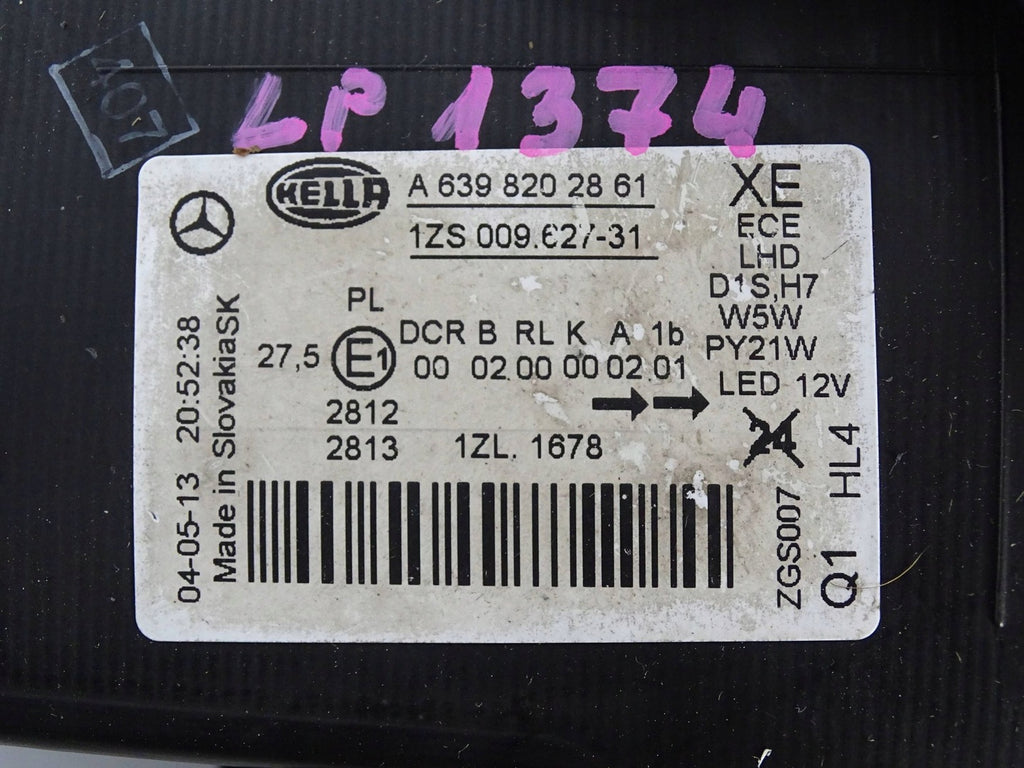 407
LP 1374
HELLA
A 639 820 28 61
1ZS 009.627-31
XE
ECE
LHD
D1S,H7
W5W
PY21W
LED 12V
24
PL
27,5
E1
DCR B RL K A 1b
00 02 00 00 02 01
2812
2813 1ZL. 1678
04-05-13 20:52:38
Made in SlovakiaSK
ZGS007
Q1 HL4